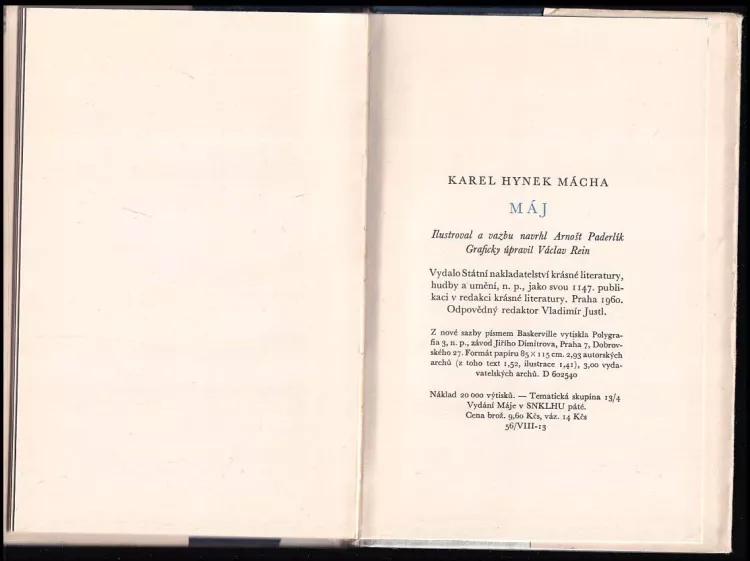 KAREL HYNEK MÁCHA
MÁJ
Ilustroval a vazbu navrhl Arnošt Paderlík
Graficky úpravil Václav Rein
Vydalo Státní nakladatelství krásné literatury,
hudby a umění, n. p., jako svou 1147. publi-
kaci v redakci krásné literatury. Praha 1960.
Odpovědný redaktor Vladimír Justl.
Z nové sazby písmem Baskerville vytiskla Polygra-
fia 3, n. p., závod Jiřího Dimitrova, Praha 7, Dobrov-
ského 27. Formát papíru 85 × 115 cm. 2,93 autorských
archů (z toho text 1,52, ilustrace 1,41), 3,00 vyda-
vatelských archů. D 602540
Náklad 20 000 výtisků. — Tematická skupina 13/4
Vydání Máje v SNKLHU páté.
Cena brož. 9,60 Kčs, váz. 14 Kčs
56/VIII-13